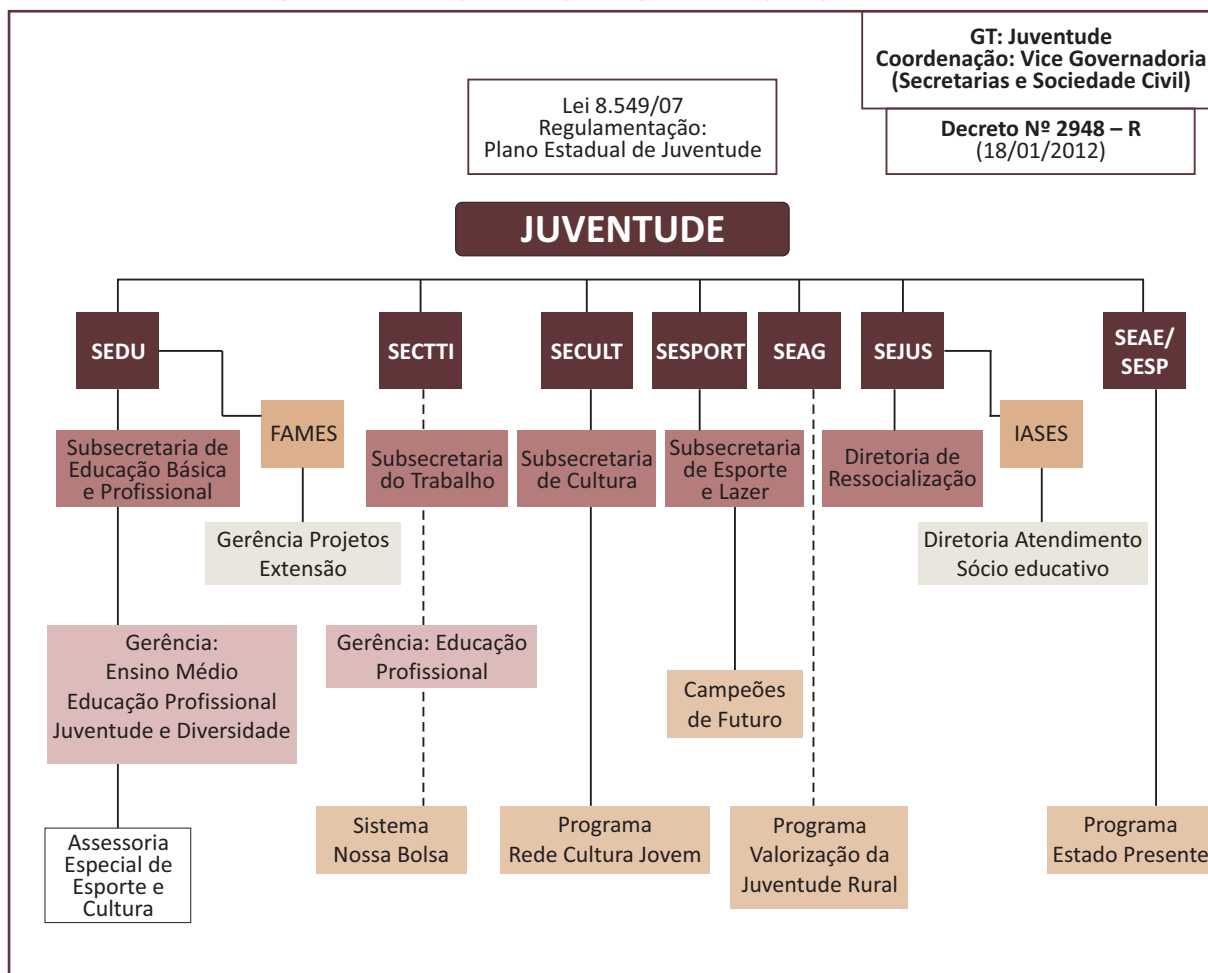 GT: Juventude
Coordenação: Vice Governadoria
(Secretarias e Sociedade Civil)
Lei 8.549/07
Regulamentação:
Plano Estadual de Juventude
Decreto Nº 2948 – R
(18/01/2012)
JUVENTUDE
SEDU
SECTTI
SECULT
SESPORT
SEAG
SEJUS
SEAE/
SESP
FAMES
IASES
Subsecretaria de
Educação Básica
e Profissional
Subsecretaria
do Trabalho
Subsecretaria
de Cultura
Subsecretaria
de Esporte
e Lazer
Diretoria de
Ressocialização
Gerência Projetos
Extensão
Diretoria Atendimento
Sócio educativo
Gerência:
Ensino Médio
Educação Profissional
Juventude e Diversidade
Gerência: Educação
Profissional
Campeões
de Futuro
Assessoria
Especial de
Esporte e
Cultura
Sistema
Nossa Bolsa
Programa
Rede Cultura Jovem
Programa
Valorização da
Juventude Rural
Programa
Estado Presente